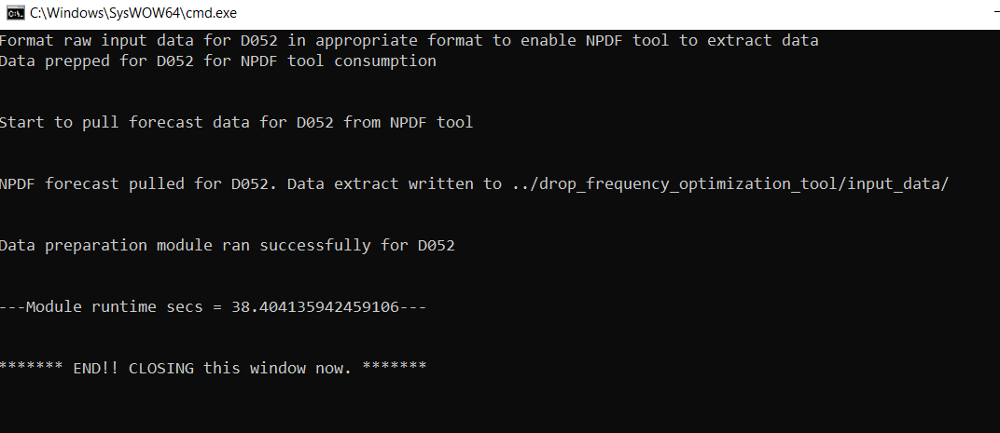 C:\Windows\SysWOW64\cmd.exe
Format raw input data for D052 in appropriate format to enable NPDF tool to extract data
Data prepped for D052 for NPDF tool consumption
Start to pull forecast data for D052 from NPDF tool
NPDF forecast pulled for D052. Data extract written to ../drop_frequency_optimization_tool/input_data/
Data preparation module ran successfully for D052
---Module runtime secs = 38.404135942459106---
******* END!! CLOSING this window now. *******